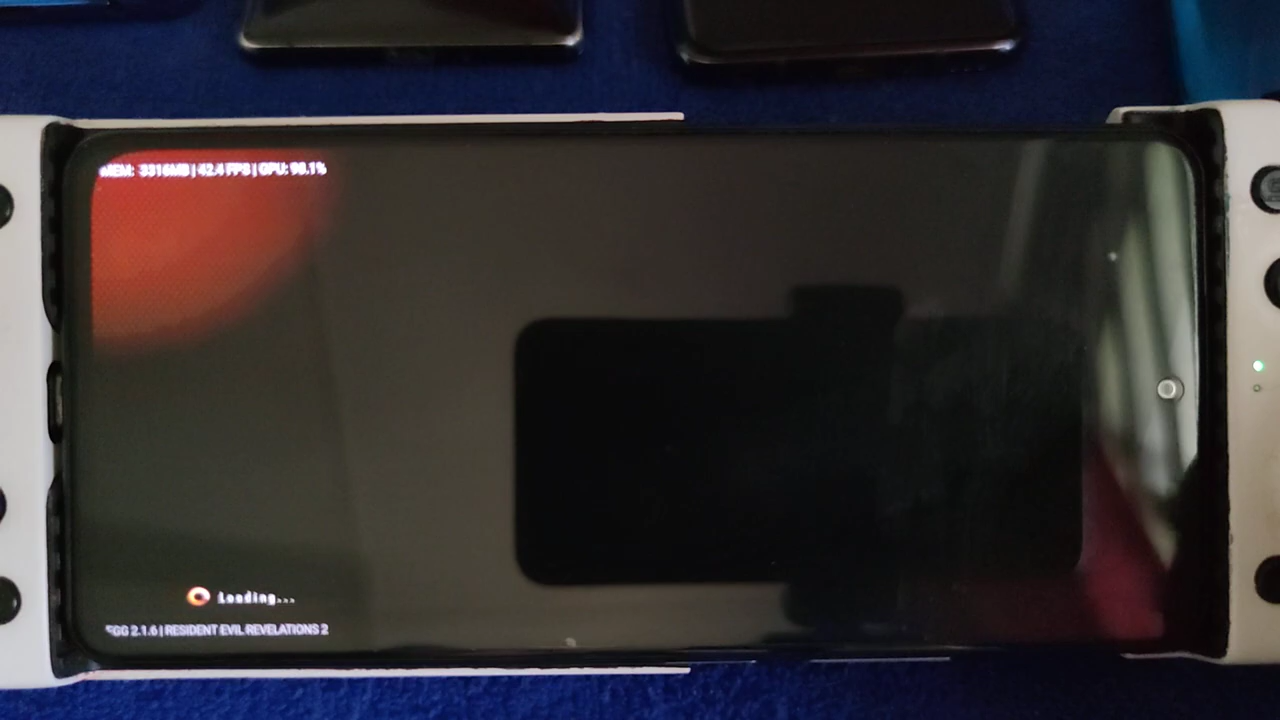 MEM: 3316MB | 42.4 FPS | GPU: 98.1%
Loading...
EGG 2.1.6 | RESIDENT EVIL REVELATIONS 2